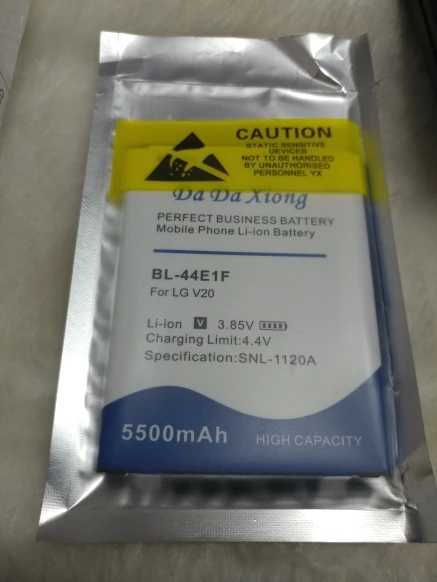 CAUTION
STATIC SENSITIVE
DEVICES
NOT TO BE HANDLED
BY UNAUTHORISED
PERSONNEL YX
Da Da Xiong
PERFECT BUSINESS BATTERY
Mobile Phone Li-ion Battery
BL-44E1F
For LG V20
Li-ion V 3.85V
Charging Limit:4.4V
Specification:SNL-1120A
5500mAh HIGH CAPACITY